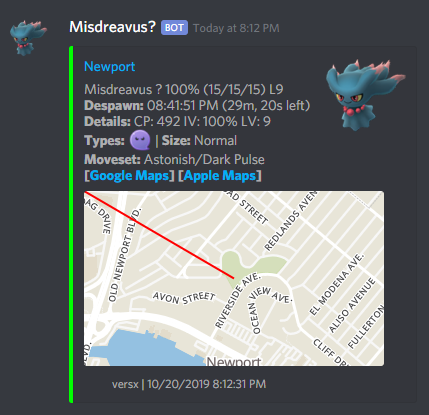 Misdreavus? BOT Today at 8:12 PM
Newport
Misdreavus ? 100% (15/15/15) L9
Despawn: 08:41:51 PM (29m, 20s left)
Details: CP: 492 IV: 100% LV: 9
Types: | Size: Normal
Moveset: Astonish/Dark Pulse
[Google Maps] [Apple Maps]
OAG DRIVE
OLD NEWPORT BLVD.
AD STREET
REDLANDS AVEN
AVON STREET
RIVERSIDE AVE.
OCEAN VIEW AVE.
EL MODENA AVE.
ALISO AVENUE
FULLERTON
CLIFF DR
LVD.
Newport
versx | 10/20/2019 8:12:31 PM